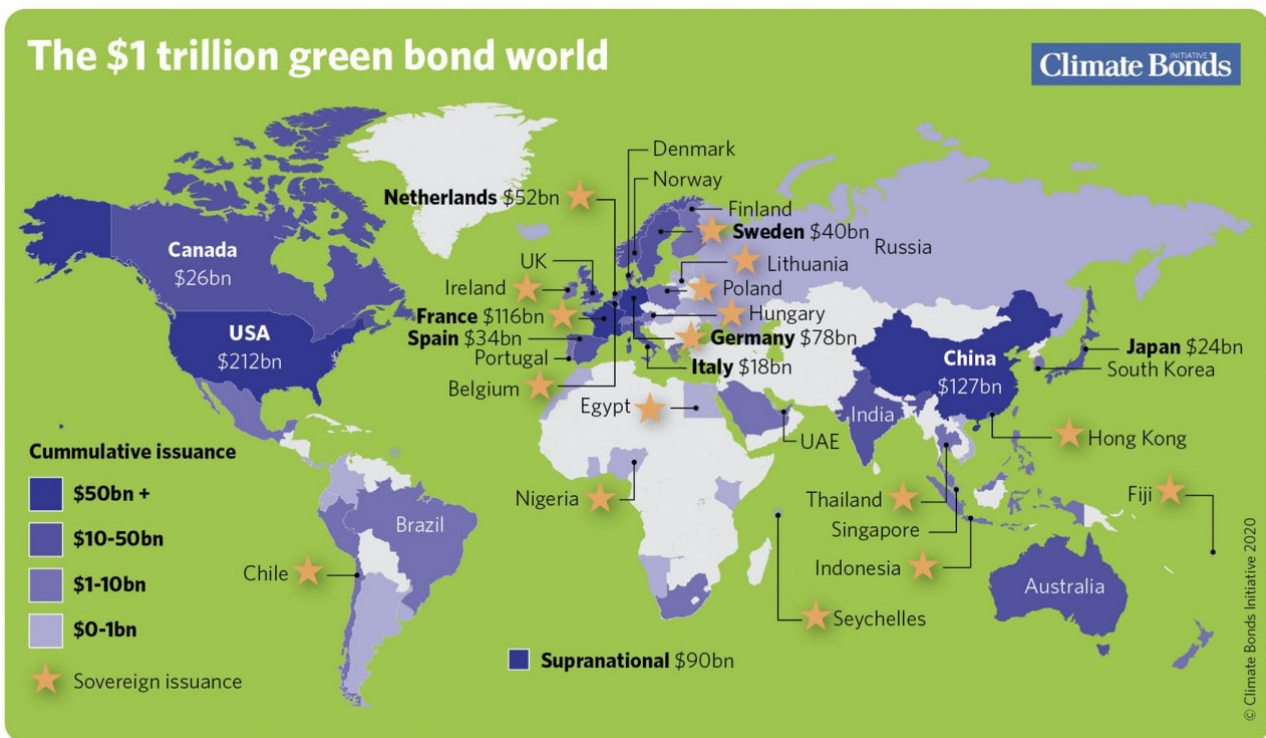 The $1 trillion green bond world
Climate Bonds
INITIATIVE
Denmark
Norway
Netherlands $52bn
Finland
Sweden $40bn
Russia
Canada
$26bn
UK
Lithuania
Ireland
Poland
France $116bn
Hungary
USA
$212bn
Spain $34bn
Germany $78bn
Portugal
Italy $18bn
China
$127bn
Japan $24bn
South Korea
Belgium
Egypt
India
UAE
Hong Kong
Cummulative issuance
$50bn +
$10-50bn
$1-10bn
$0-1bn
Sovereign issuance
Nigeria
Thailand
Fiji
Singapore
Brazil
Chile
Indonesia
Australia
Seychelles
Supranational $90bn
© Climate Bonds Initiative 2020